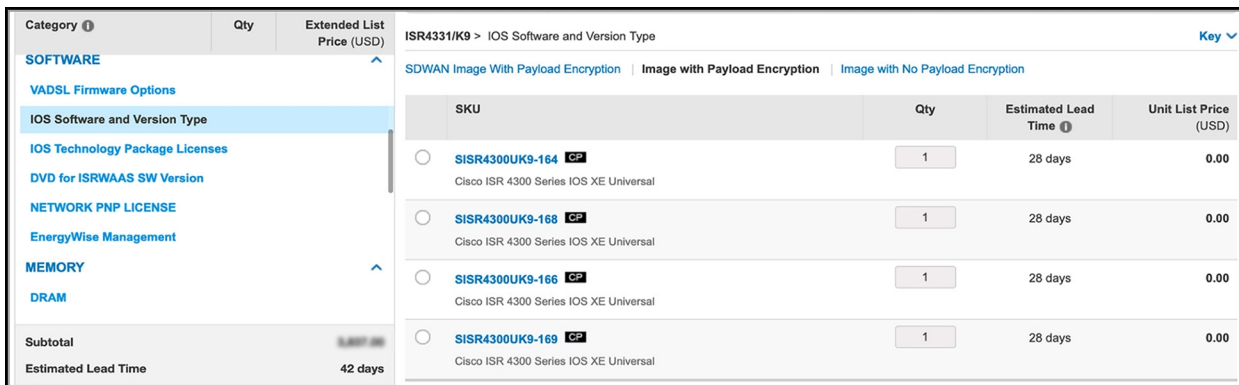 Category
Qty
Extended List
Price (USD)
SOFTWARE
VADSL Firmware Options
IOS Software and Version Type
IOS Technology Package Licenses
DVD for ISRWAAS SW Version
NETWORK PNP LICENSE
EnergyWise Management
MEMORY
DRAM
Subtotal
Estimated Lead Time 42 days
ISR4331/K9 > IOS Software and Version Type
Key
SDWAN Image With Payload Encryption | Image with Payload Encryption | Image with No Payload Encryption
SKU Qty Estimated Lead Unit List Price
Time (USD)
SISR4300UK9-164 CP 1 28 days 0.00
Cisco ISR 4300 Series IOS XE Universal
SISR4300UK9-168 CP 1 28 days 0.00
Cisco ISR 4300 Series IOS XE Universal
SISR4300UK9-166 CP 1 28 days 0.00
Cisco ISR 4300 Series IOS XE Universal
SISR4300UK9-169 CP 1 28 days 0.00
Cisco ISR 4300 Series IOS XE Universal